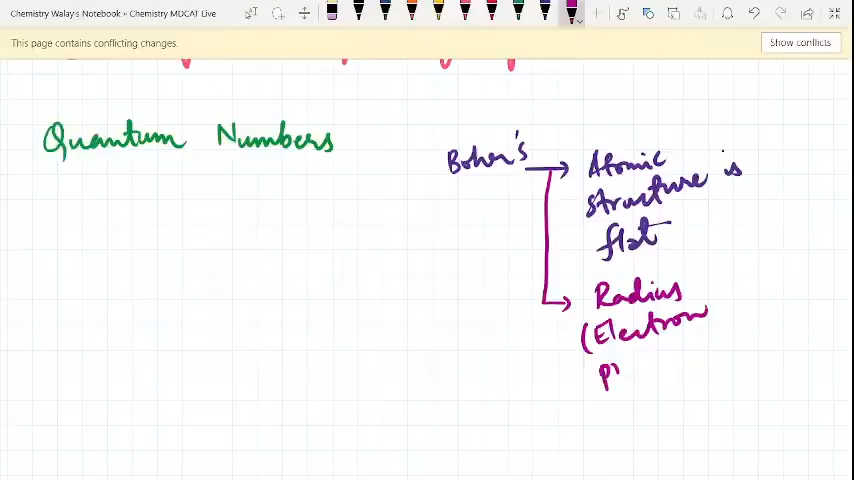 Chemistry Walay's Notebook » Chemistry MDCAT Live
This page contains conflicting changes.
Show conflicts
Quantum Numbers
Boher's
Atomic
structure is
flat
Radius
(Electron
p